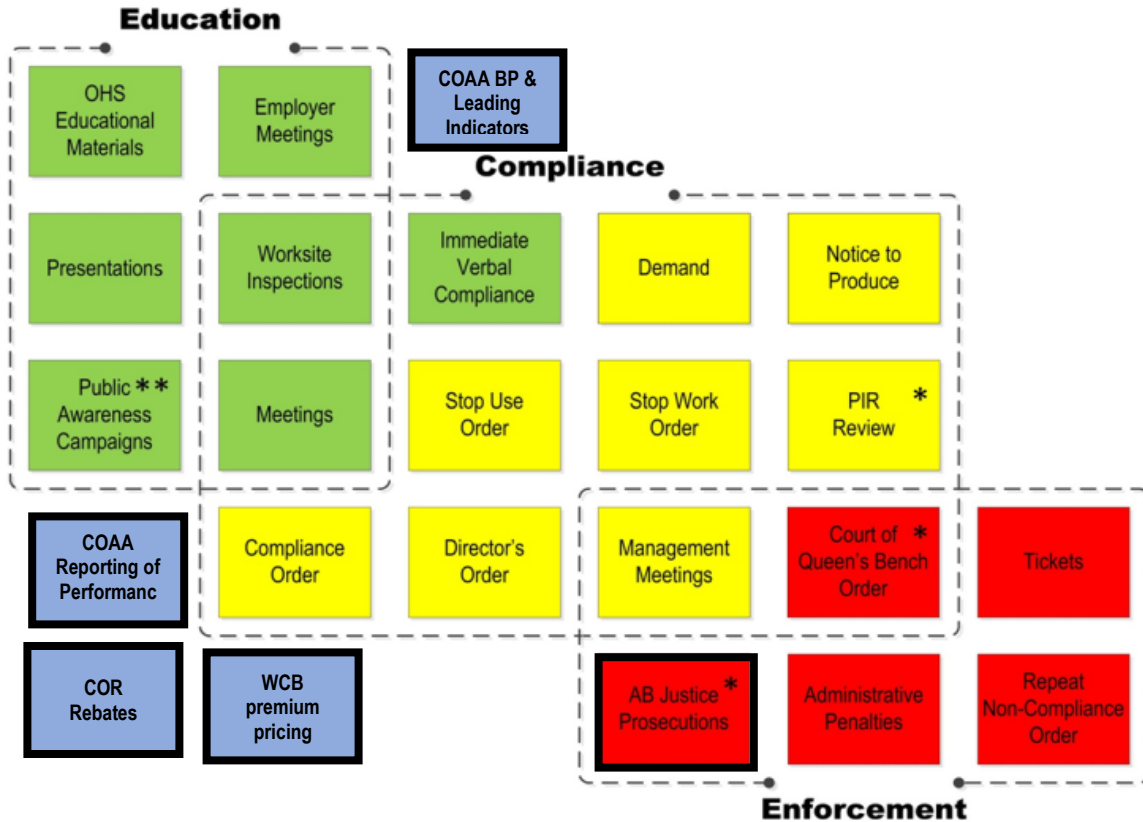 Education
OHS
Educational
Materials
Employer
Meetings
COAA BP &
Leading
Indicators
Compliance
Presentations
Worksite
Inspections
Immediate
Verbal
Compliance
Demand
Notice to
Produce
Public **
Awareness
Campaigns
Meetings
Stop Use
Order
Stop Work
Order
PIR *
Review
COAA
Reporting of
Performanc
Compliance
Order
Director's
Order
Management
Meetings
Court of *
Queen's Bench
Order
Tickets
COR
Rebates
WCB
premium
pricing
AB Justice *
Prosecutions
Administrative
Penalties
Repeat
Non-Compliance
Order
Enforcement